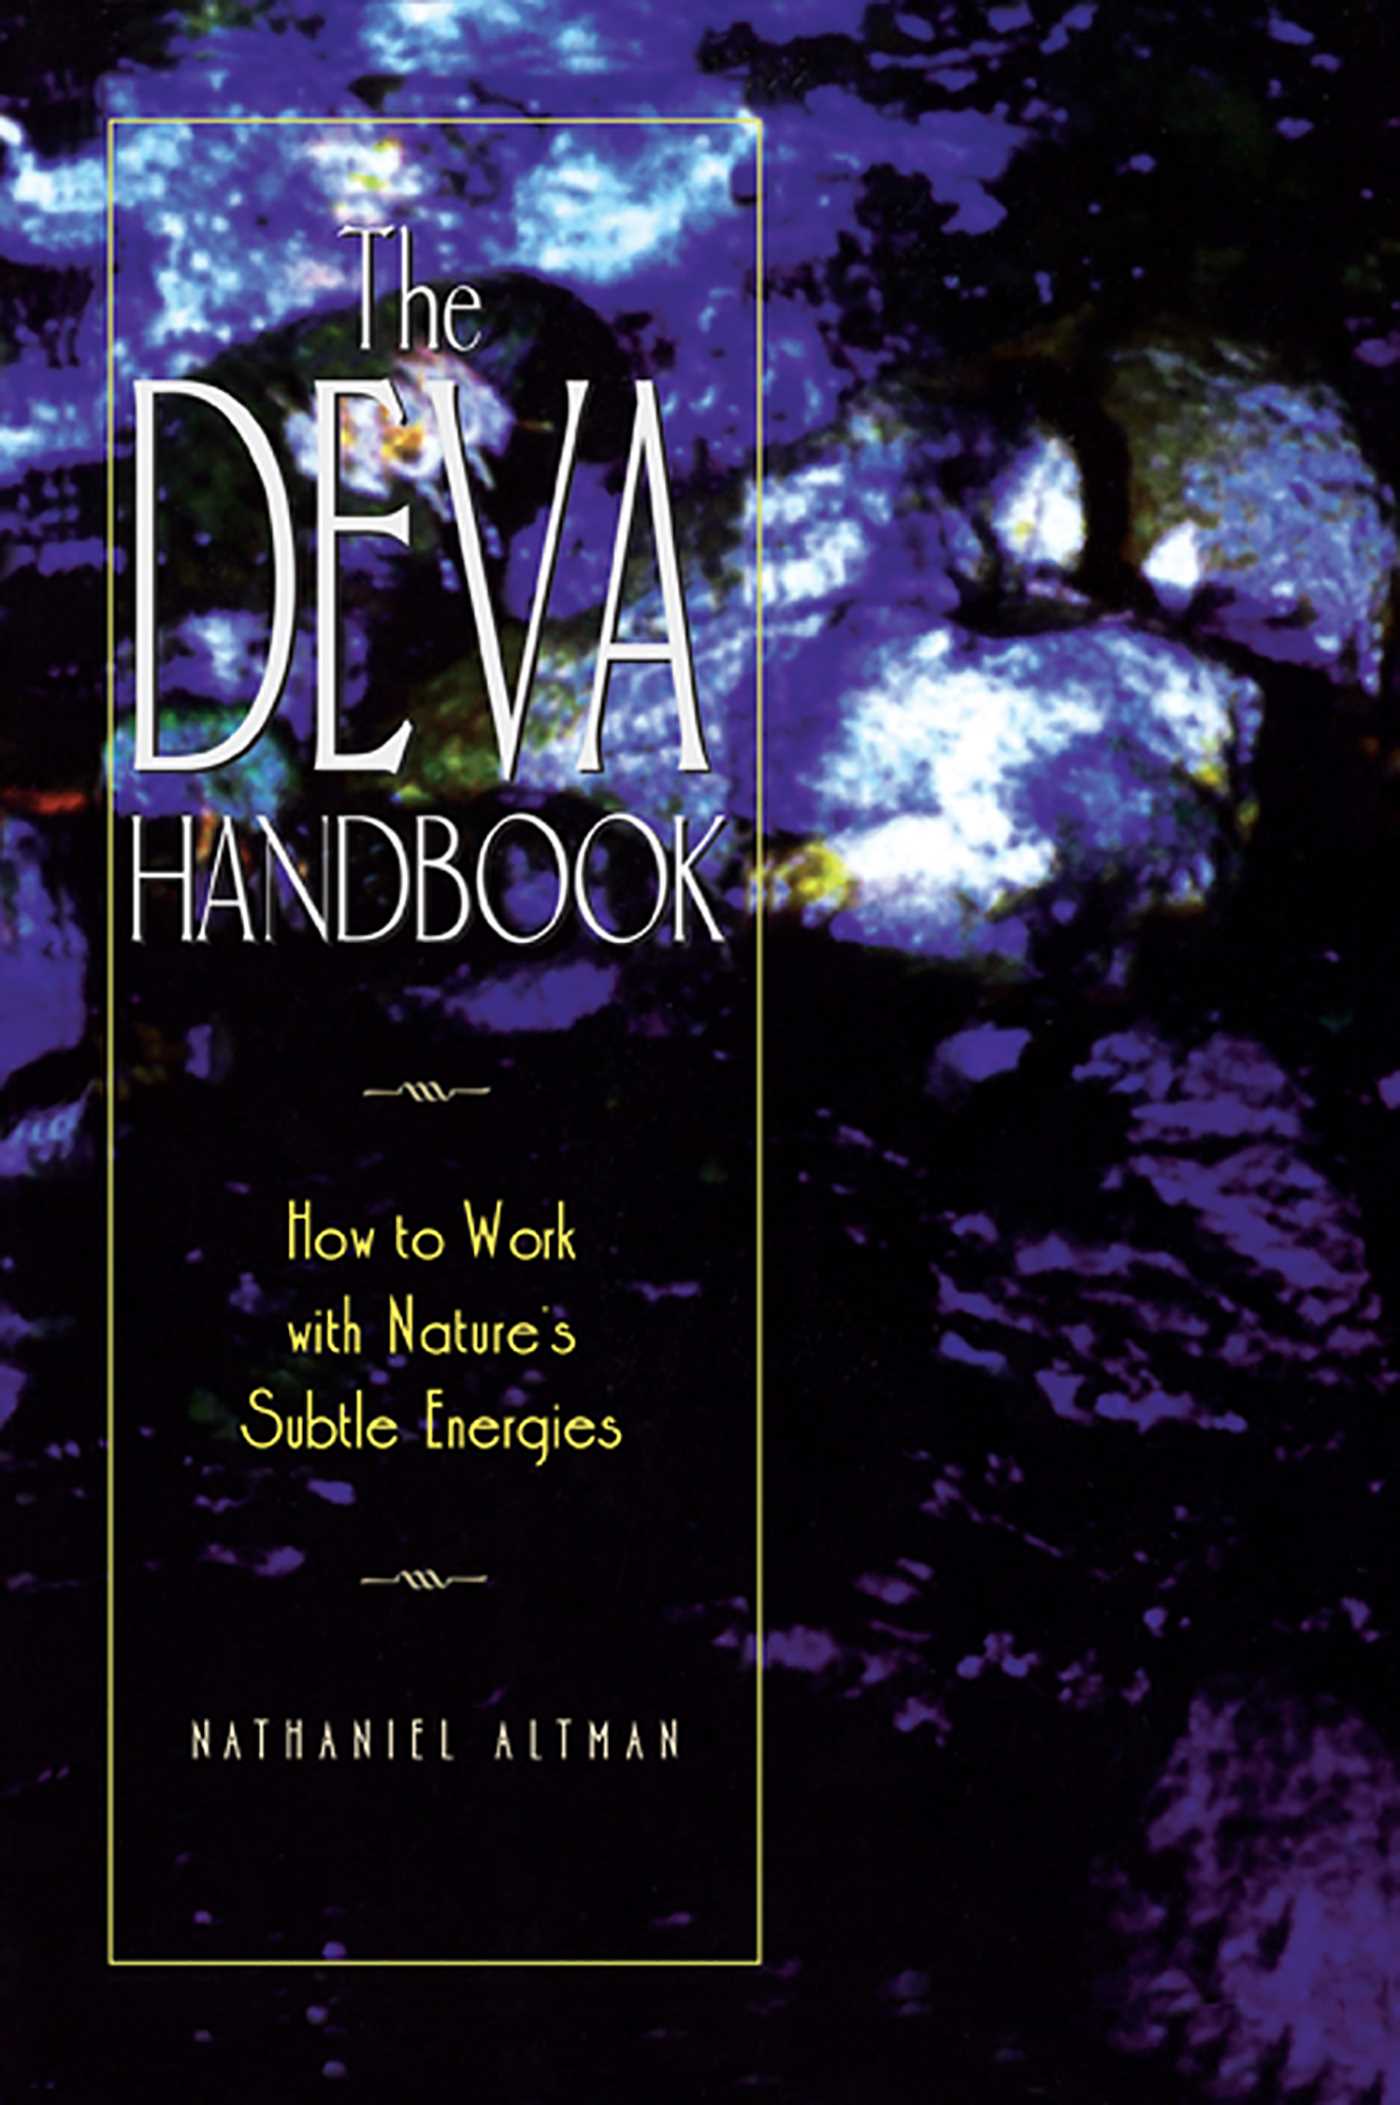 The
DEVA
HANDBOOK
How to Work
with Nature's
Subtle Energies
NATHANIEL ALTMAN